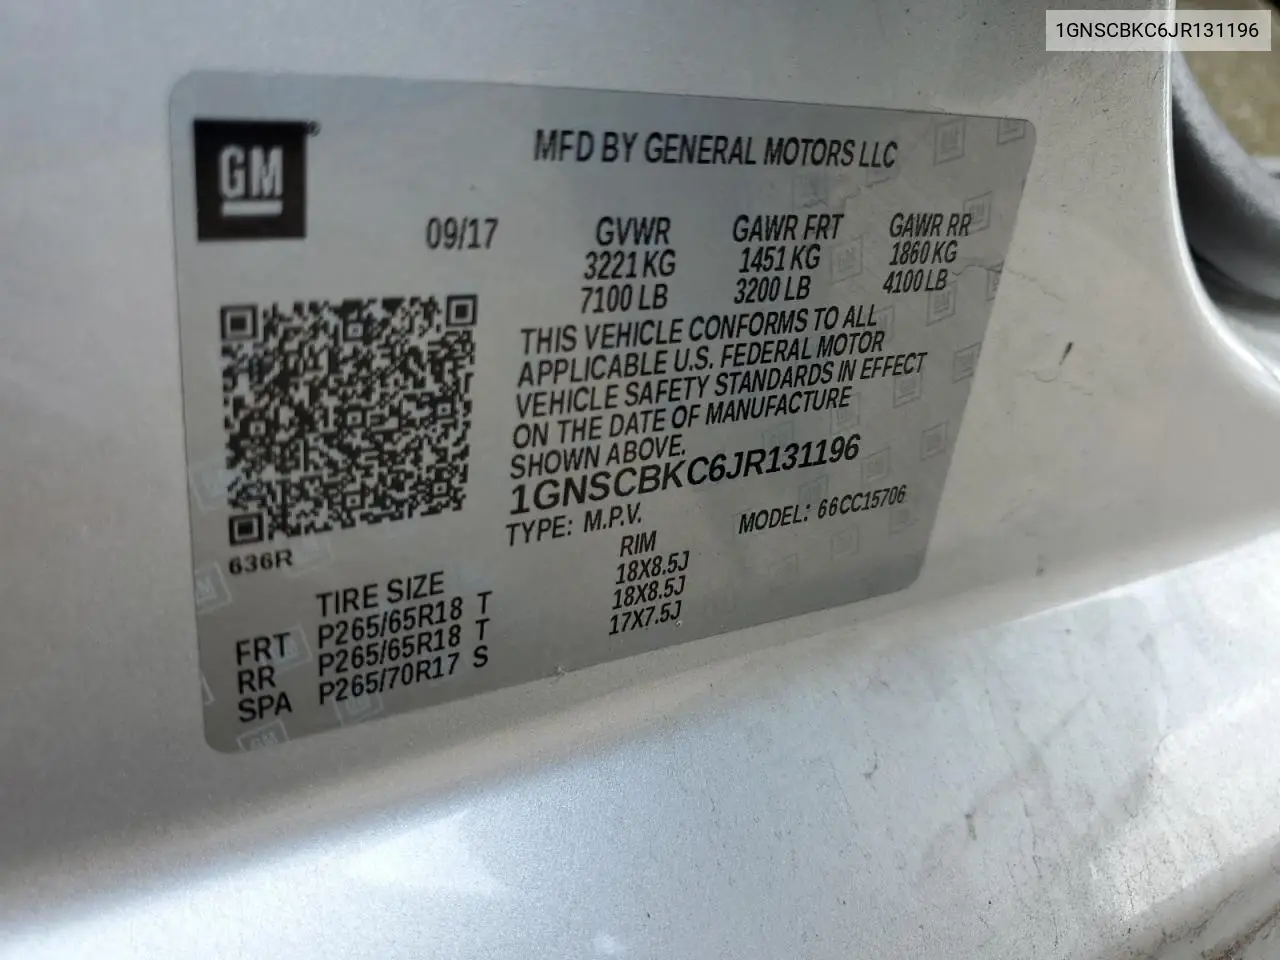 1GNSCBKC6JR131196
GM®
MFD BY GENERAL MOTORS LLC
09/17 GVWR GAWR FRT GAWR RR
3221 KG 1451 KG 1860 KG
7100 LB 3200 LB 4100 LB
THIS VEHICLE CONFORMS TO ALL
APPLICABLE U.S. FEDERAL MOTOR
VEHICLE SAFETY STANDARDS IN EFFECT
ON THE DATE OF MANUFACTURE
SHOWN ABOVE.
1GNSCBKC6JR131196
TYPE: M.P.V. MODEL: 66CC15706
636R
TIRE SIZE RIM
FRT P265/65R18 T 18X8.5J
RR P265/65R18 T 18X8.5J
SPA P265/70R17 S 17X7.5J